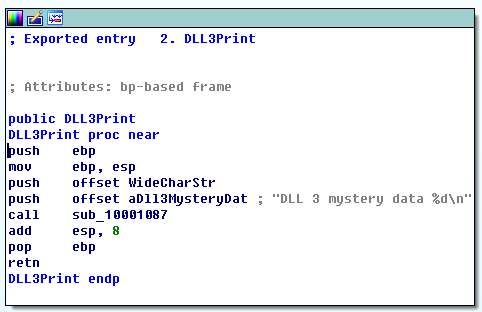 ; Exported entry   2. DLL3Print
; Attributes: bp-based frame
public DLL3Print
DLL3Print proc near
push    ebp
mov     ebp, esp
push    offset WideCharStr
push    offset aDll3MysteryDat ; "DLL 3 mystery data %d\n"
call    sub_10001087
add     esp, 8
pop     ebp
retn
DLL3Print endp